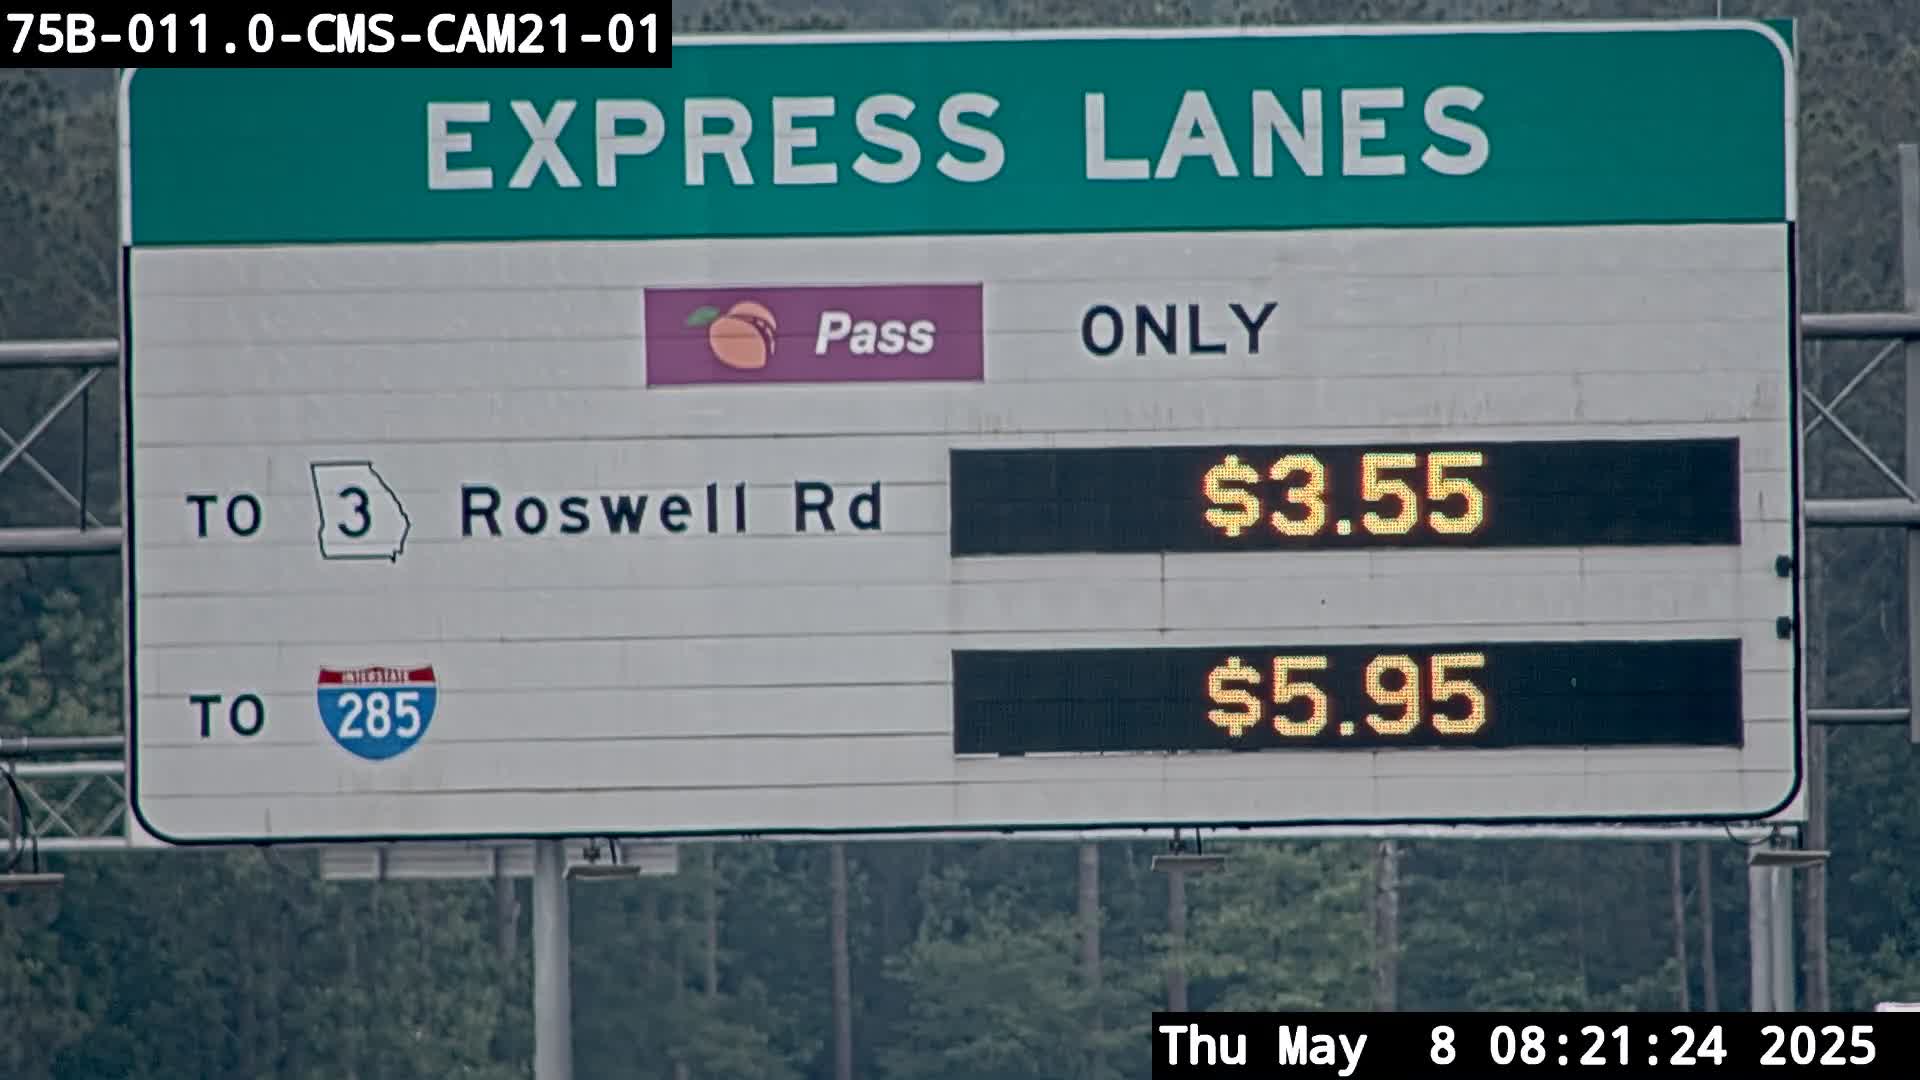 75B-011.0-CMS-CAM21-01
EXPRESS LANES
Pass ONLY
TO 3 Roswell Rd $3.55
INTERSTATE
TO 285 $5.95
Thu May 8 08:21:24 2025